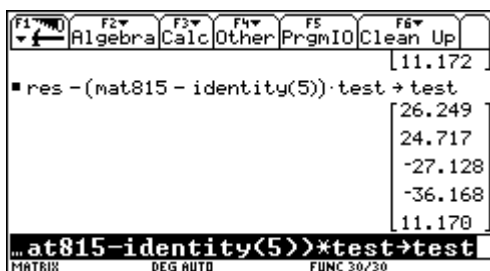 F1 F2 F3 F4 F5 F6
Algebra Calc Other PrgmIO Clean Up
[11.172 ]
▪ res - (mat815 - identity(5))·test → test
[26.249 ]
24.717
-27.128
-36.168
[11.170 ]
…at815-identity(5))*test→test
MATRIX DEG AUTO FUNC 30/30